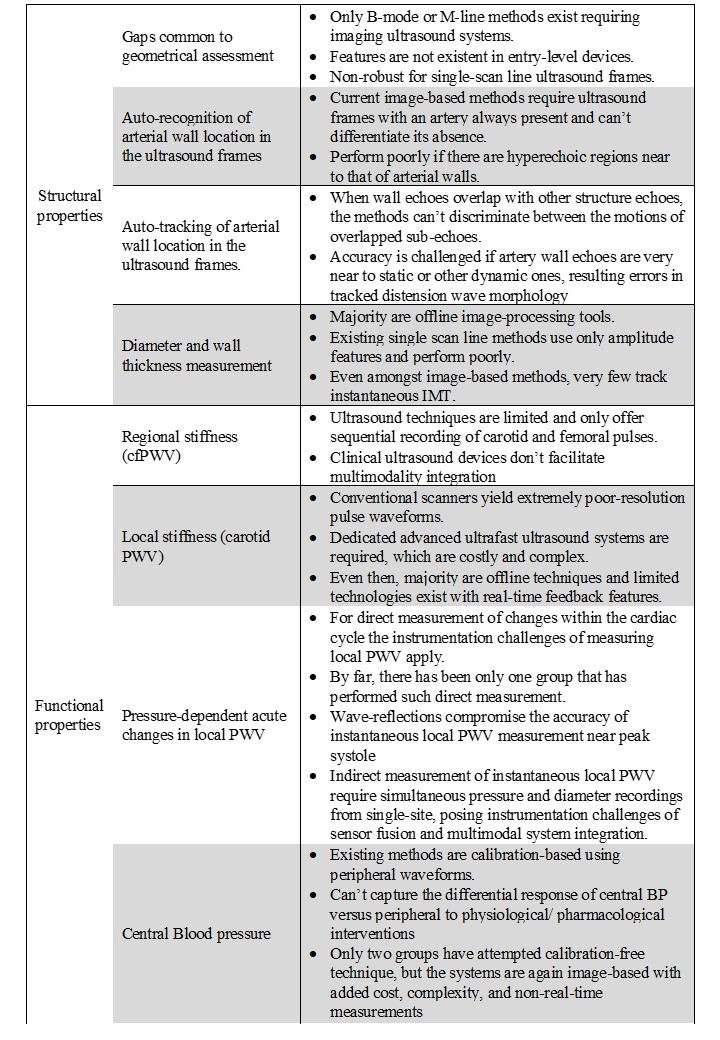 Structural
properties
Gaps common to
geometrical assessment
• Only B-mode or M-line methods exist requiring
imaging ultrasound systems.
• Features are not existent in entry-level devices.
• Non-robust for single-scan line ultrasound frames.
Auto-recognition of
arterial wall location in
the ultrasound frames
• Current image-based methods require ultrasound
frames with an artery always present and can’t
differentiate its absence.
• Perform poorly if there are hyperechoic regions near
to that of arterial walls.
Auto-tracking of arterial
wall location in the
ultrasound frames.
• When wall echoes overlap with other structure echoes,
the methods can’t discriminate between the motions of
overlapped sub-echoes.
• Accuracy is challenged if artery wall echoes are very
near to static or other dynamic ones, resulting errors in
tracked distension wave morphology
Diameter and wall
thickness measurement
• Majority are offline image-processing tools.
• Existing single scan line methods use only amplitude
features and perform poorly.
• Even amongst image-based methods, very few track
instantaneous IMT.
Functional
properties
Regional stiffness
(cfPWV)
• Ultrasound techniques are limited and only offer
sequential recording of carotid and femoral pulses.
• Clinical ultrasound devices don’t facilitate
multimodality integration
Local stiffness (carotid
PWV)
• Conventional scanners yield extremely poor-resolution
pulse waveforms.
• Dedicated advanced ultrafast ultrasound systems are
required, which are costly and complex.
• Even then, majority are offline techniques and limited
technologies exist with real-time feedback features.
Pressure-dependent acute
changes in local PWV
• For direct measurement of changes within the cardiac
cycle the instrumentation challenges of measuring
local PWV apply.
• By far, there has been only one group that has
performed such direct measurement.
• Wave-reflections compromise the accuracy of
instantaneous local PWV measurement near peak
systole
• Indirect measurement of instantaneous local PWV
require simultaneous pressure and diameter recordings
from single-site, posing instrumentation challenges of
sensor fusion and multimodal system integration.
Central Blood pressure
• Existing methods are calibration-based using
peripheral waveforms.
• Can’t capture the differential response of central BP
versus peripheral to physiological/ pharmacological
interventions
• Only two groups have attempted calibration-free
technique, but the systems are again image-based with
added cost, complexity, and non-real-time
measurements